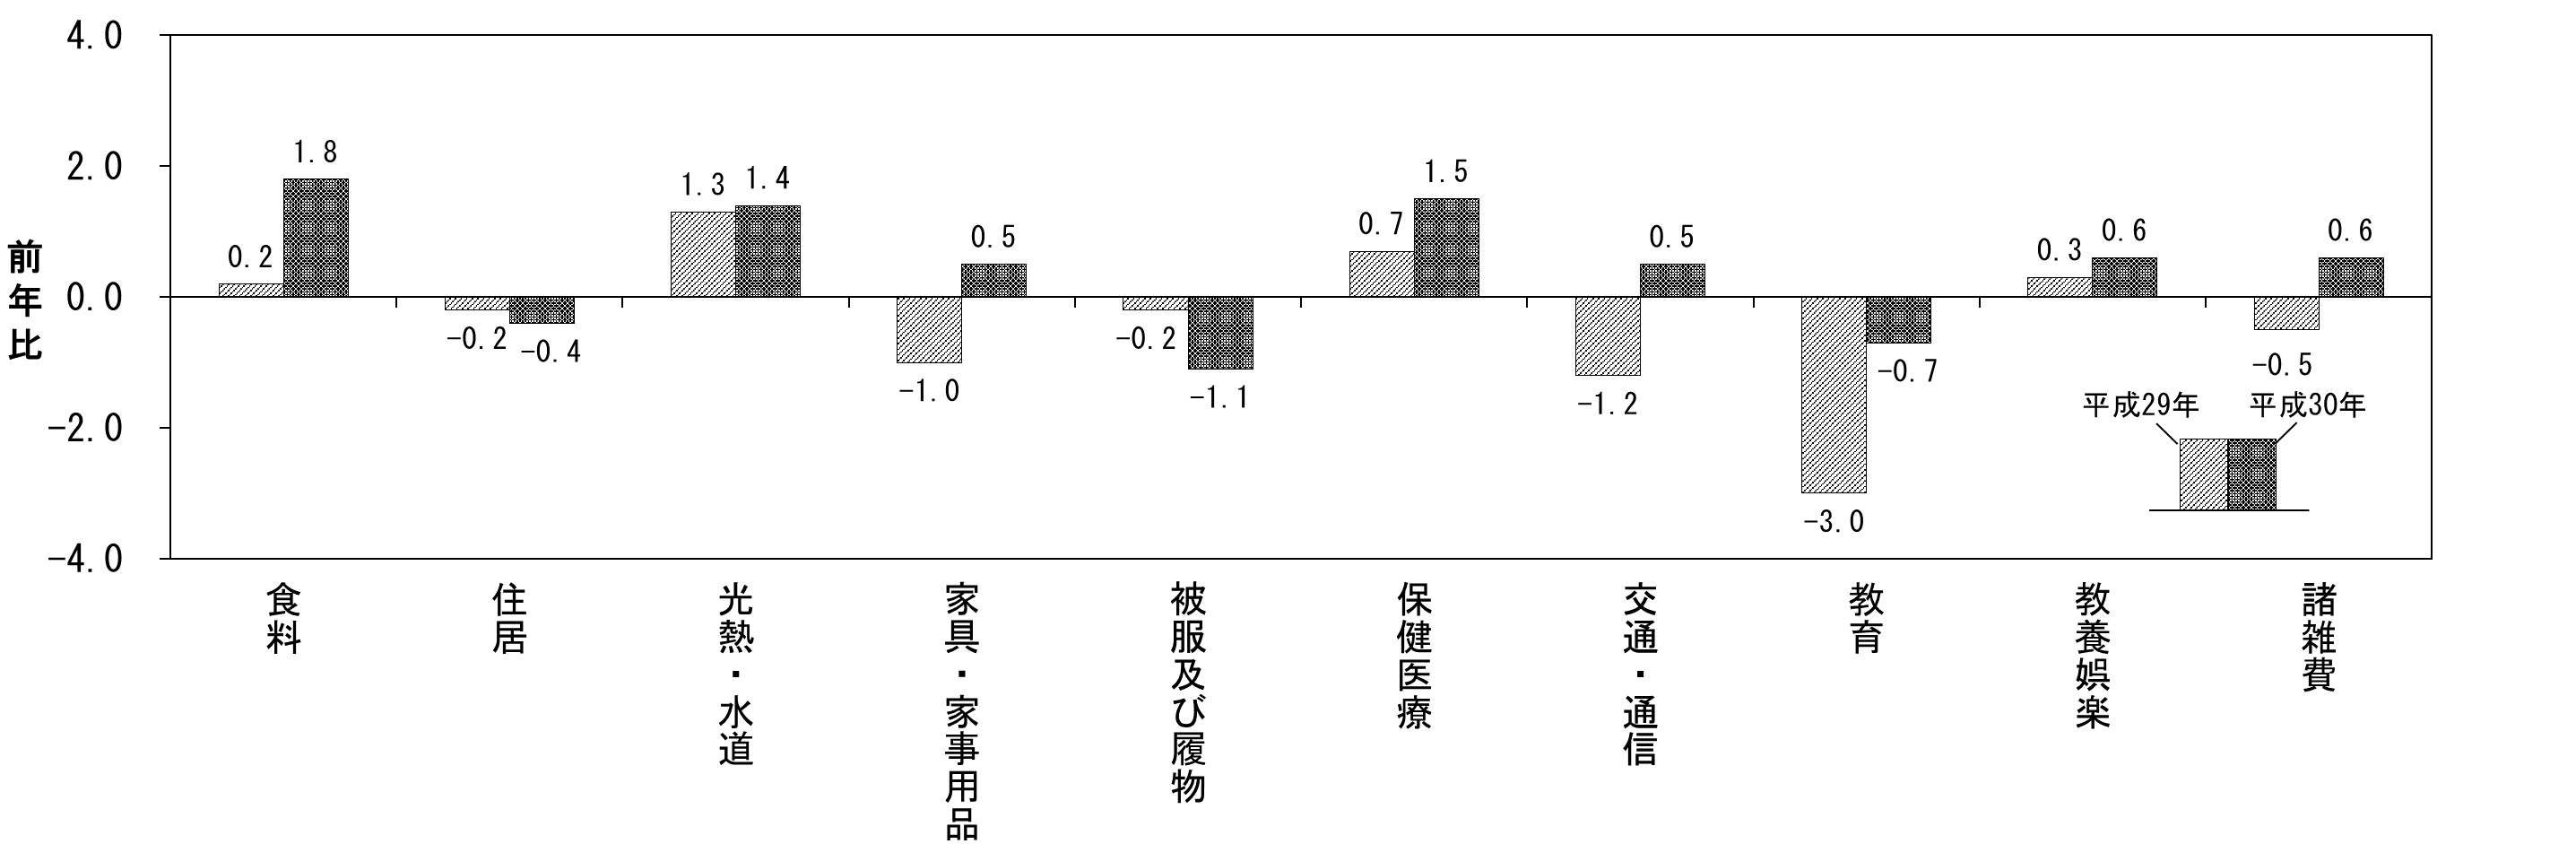 4.0
2.0
0.0
-2.0
-4.0
前年比
0.2
1.8
-0.2
-0.4
1.3
1.4
-1.0
0.5
-0.2
-1.1
0.7
1.5
-1.2
0.5
-3.0
-0.7
0.3
0.6
-0.5
0.6
平成29年
平成30年
食料
住居
光熱・水道
家具・家事用品
被服及び履物
保健医療
交通・通信
教育
教養娯楽
諸雑費